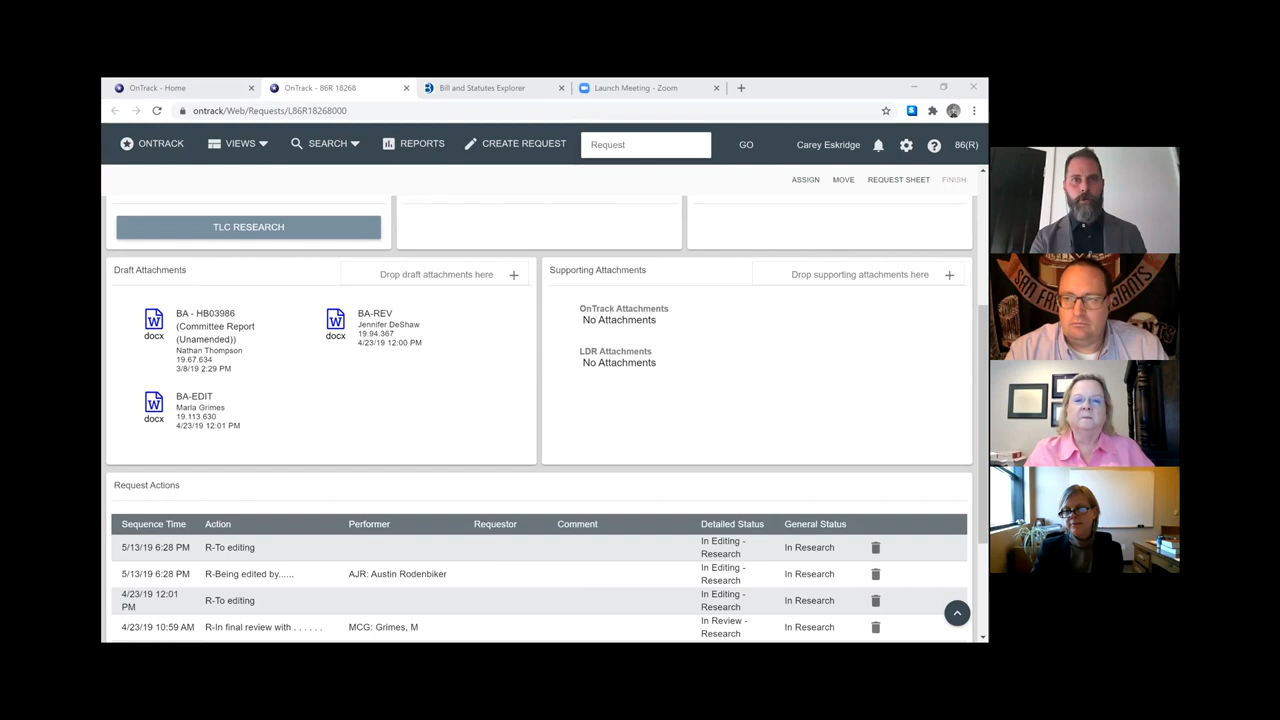 OnTrack - Home
OnTrack - 86R 18268
Bill and Statutes Explorer
Launch Meeting - Zoom
ontrack/Web/Requests/L86R18268000
ONTRACK
VIEWS
SEARCH
REPORTS
CREATE REQUEST
Request
GO
Carey Eskridge
86(R)
ASSIGN
MOVE
REQUEST SHEET
FINISH
TLC RESEARCH
Draft Attachments
Drop draft attachments here
BA - HB03986
(Committee Report
(Unamended))
Nathan Thompson
19.67.634
3/8/19 2:29 PM
docx
BA-REV
Jennifer DeShaw
19.94.367
4/23/19 12:00 PM
docx
BA-EDIT
Marla Grimes
19.113.630
4/23/19 12:01 PM
docx
Supporting Attachments
Drop supporting attachments here
OnTrack Attachments
No Attachments
LDR Attachments
No Attachments
Request Actions
Sequence Time Action Performer Requestor Comment Detailed Status General Status
5/13/19 6:28 PM R-To editing In Editing - Research In Research
5/13/19 6:28 PM R-Being edited by...... AJR: Austin Rodenbiker In Editing - Research In Research
4/23/19 12:01 PM R-To editing In Editing - Research In Research
4/23/19 10:59 AM R-In final review with . . . . . . MCG: Grimes, M In Review - Research In Research